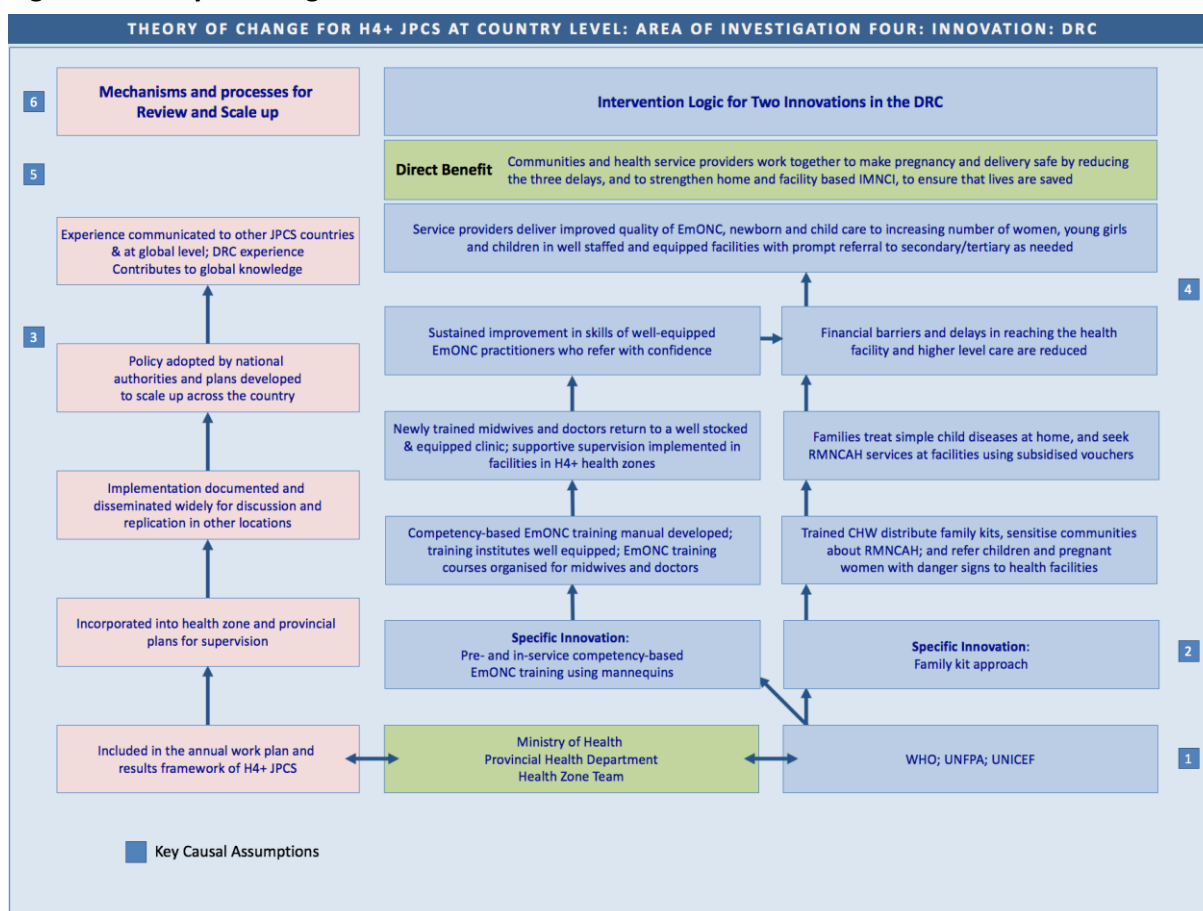 THEORY OF CHANGE FOR H4+ JPCS AT COUNTRY LEVEL: AREA OF INVESTIGATION FOUR: INNOVATION: DRC
6
Mechanisms and processes for
Review and Scale up
Intervention Logic for Two Innovations in the DRC
5
Direct Benefit
Communities and health service providers work together to make pregnancy and delivery safe by reducing
the three delays, and to strengthen home and facility based IMNCI, to ensure that lives are saved
Experience communicated to other JPCS countries
& at global level; DRC experience
Contributes to global knowledge
Service providers deliver improved quality of EmONC, newborn and child care to increasing number of women, young girls
and children in well staffed and equipped facilities with prompt referral to secondary/tertiary as needed
4
3
Policy adopted by national
authorities and plans developed
to scale up across the country
Sustained improvement in skills of well-equipped
EmONC practitioners who refer with confidence
Financial barriers and delays in reaching the health
facility and higher level care are reduced
Newly trained midwives and doctors return to a well stocked
& equipped clinic; supportive supervision implemented in
facilities in H4+ health zones
Families treat simple child diseases at home, and seek
RMNCAH services at facilities using subsidised vouchers
Implementation documented and
disseminated widely for discussion and
replication in other locations
Competency-based EmONC training manual developed;
training institutes well equipped; EmONC training
courses organised for midwives and doctors
Trained CHW distribute family kits, sensitise communities
about RMNCAH; and refer children and pregnant
women with danger signs to health facilities
Incorporated into health zone and provincial
plans for supervision
Specific Innovation:
Pre- and in-service competency-based
EmONC training using mannequins
Specific Innovation:
Family kit approach
2
Included in the annual work plan and
results framework of H4+ JPCS
Ministry of Health
Provincial Health Department
Health Zone Team
WHO; UNFPA; UNICEF
1
Key Causal Assumptions